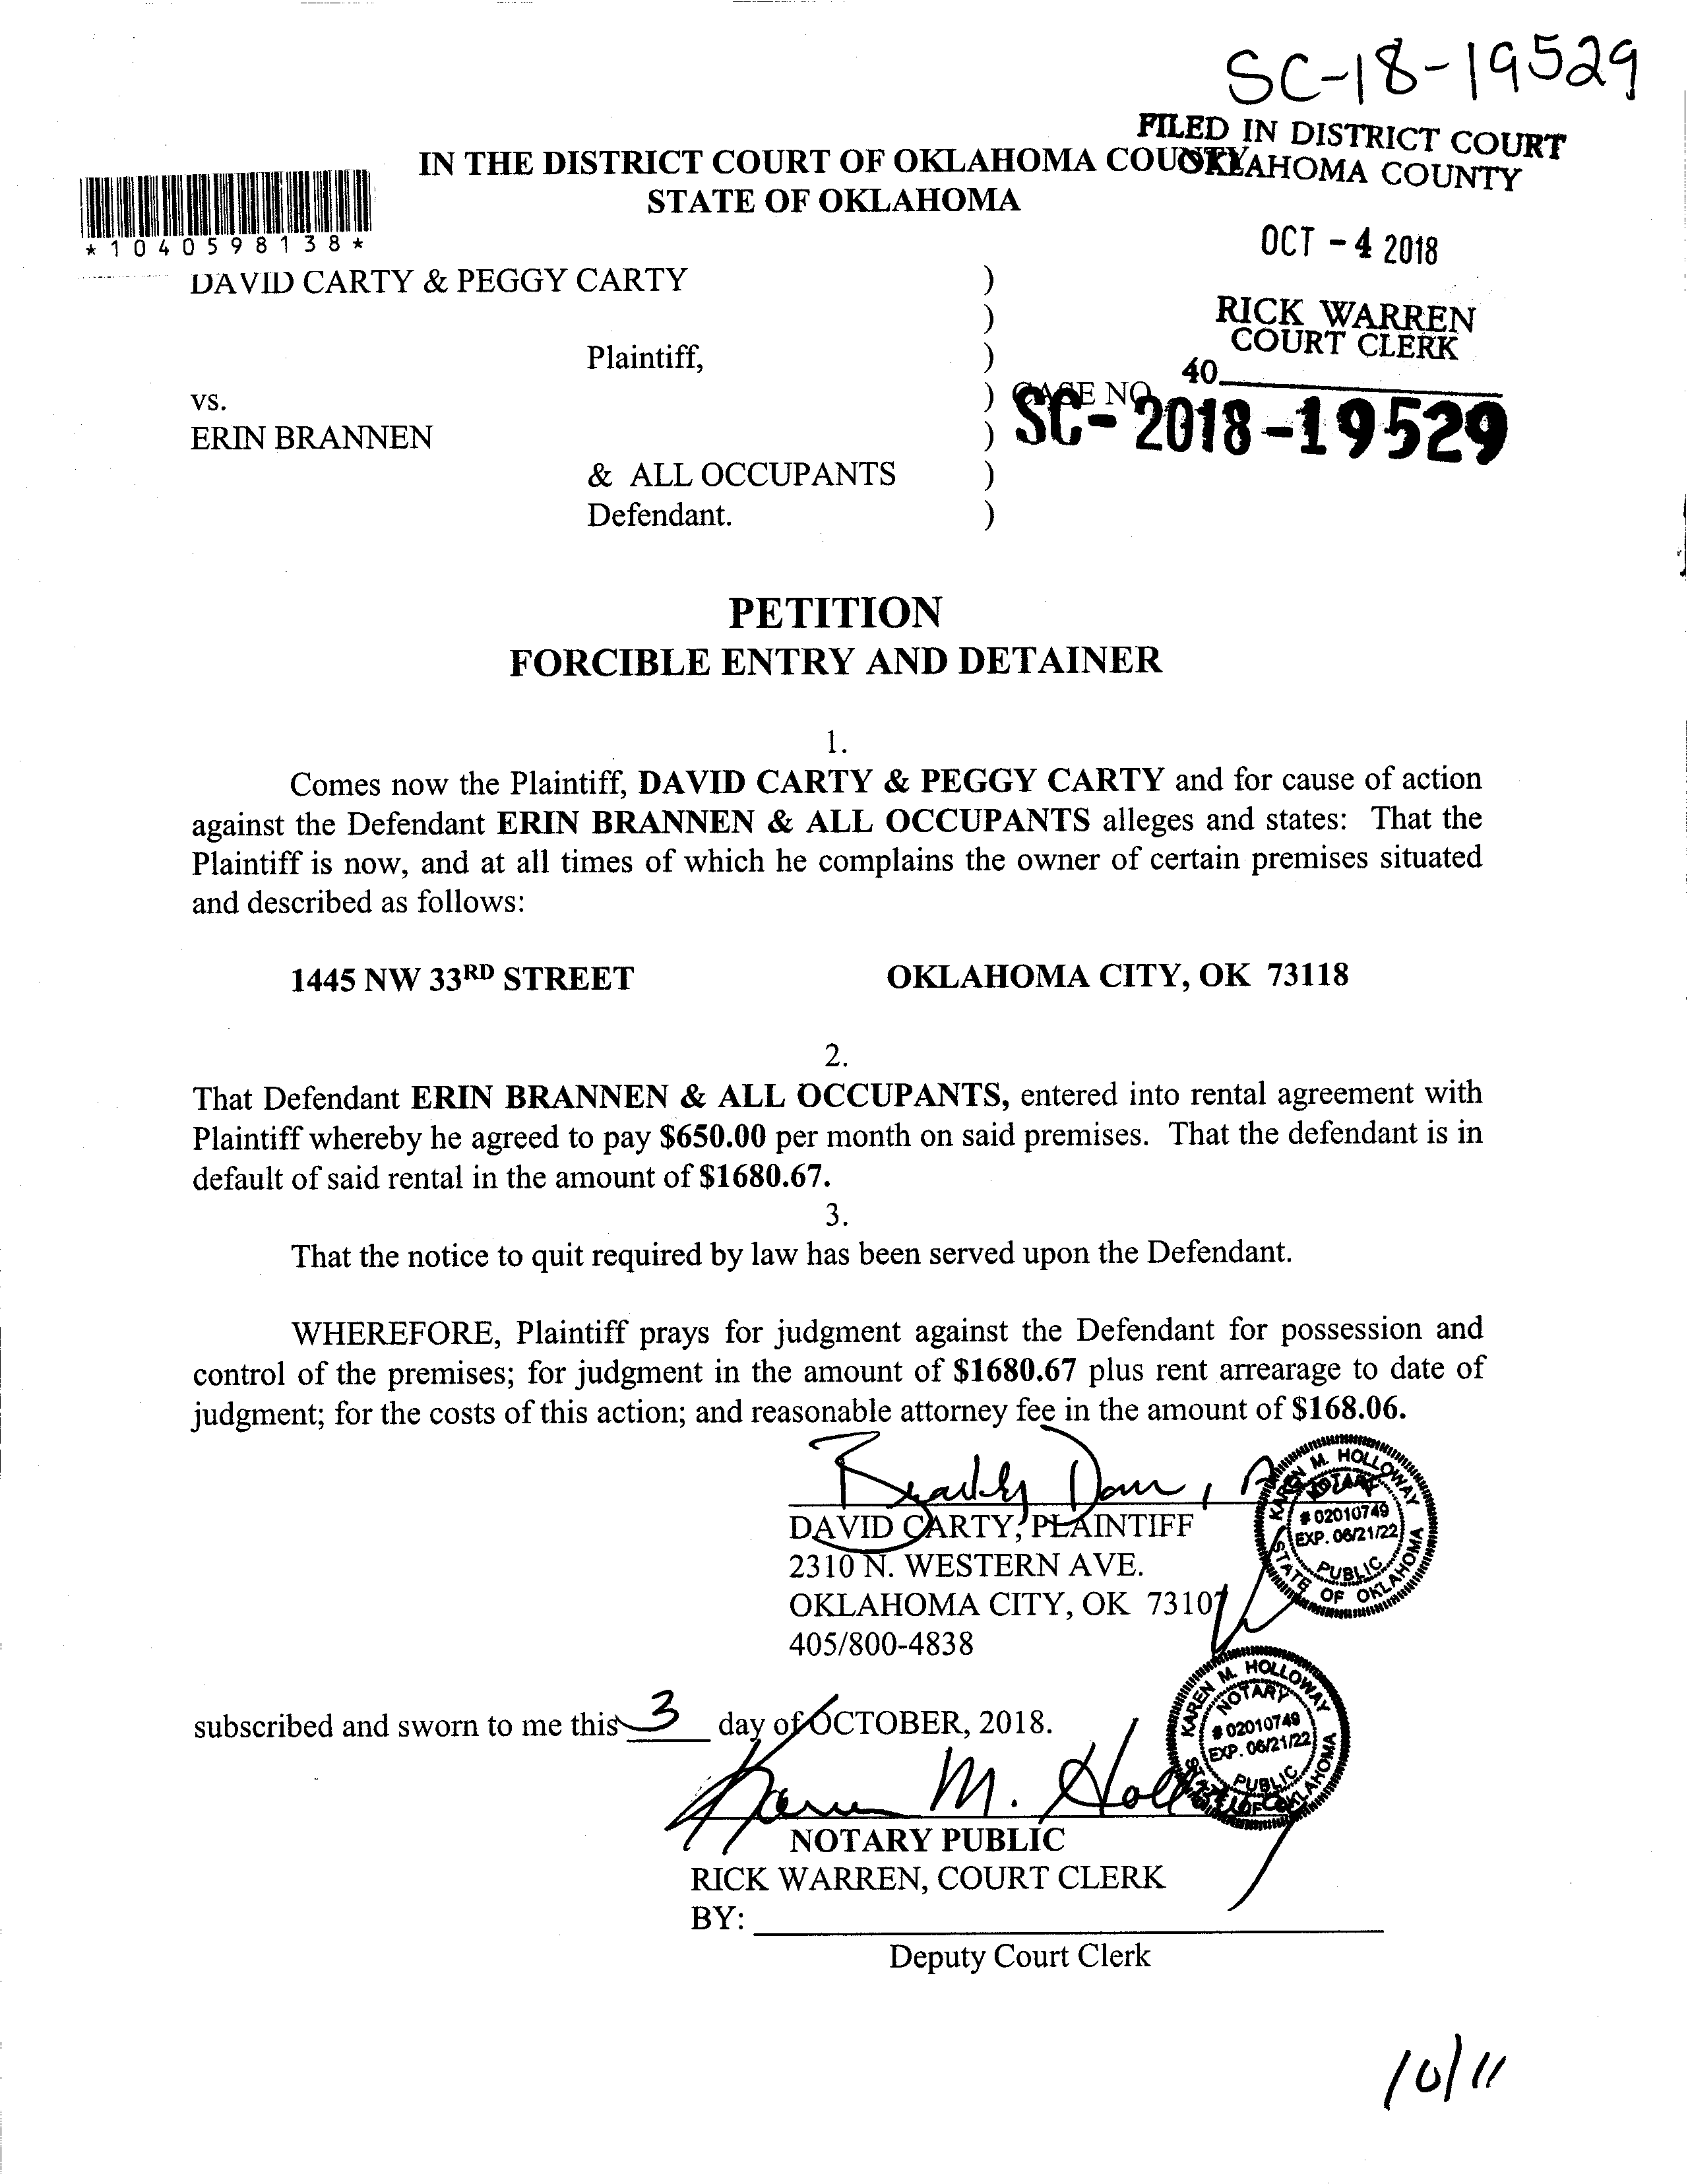 SC-18-19529
FILED IN DISTRICT COURT
OKLAHOMA COUNTY
IN THE DISTRICT COURT OF OKLAHOMA COUNTY
STATE OF OKLAHOMA
*1040598138*
OCT -4 2018
DAVID CARTY & PEGGY CARTY )
)
RICK WARREN
COURT CLERK
Plaintiff, )
40
vs. ) CASE NO.
SC-2018-19529
ERIN BRANNEN )
& ALL OCCUPANTS )
Defendant. )
PETITION
FORCIBLE ENTRY AND DETAINER
1.
Comes now the Plaintiff, DAVID CARTY & PEGGY CARTY and for cause of action
against the Defendant ERIN BRANNEN & ALL OCCUPANTS alleges and states: That the
Plaintiff is now, and at all times of which he complains the owner of certain premises situated
and described as follows:
1445 NW 33RD STREET OKLAHOMA CITY, OK 73118
2.
That Defendant ERIN BRANNEN & ALL OCCUPANTS, entered into rental agreement with
Plaintiff whereby he agreed to pay $650.00 per month on said premises. That the defendant is in
default of said rental in the amount of $1680.67.
3.
That the notice to quit required by law has been served upon the Defendant.
WHEREFORE, Plaintiff prays for judgment against the Defendant for possession and
control of the premises; for judgment in the amount of $1680.67 plus rent arrearage to date of
judgment; for the costs of this action; and reasonable attorney fee in the amount of $168.06.
DAVID CARTY, PLAINTIFF
2310 N. WESTERN AVE.
OKLAHOMA CITY, OK 73107
405/800-4838
KAREN M. HOLLOWAY
NOTARY
# 02010749
EXP. 06/21/22
PUBLIC
STATE OF OKLAHOMA
subscribed and sworn to me this 3 day of OCTOBER, 2018.
KAREN M. HOLLOWAY
NOTARY
# 02010749
EXP. 06/21/22
PUBLIC
STATE OF OKLAHOMA
Karen M. Holloway
NOTARY PUBLIC
RICK WARREN, COURT CLERK
BY:
Deputy Court Clerk
10/11